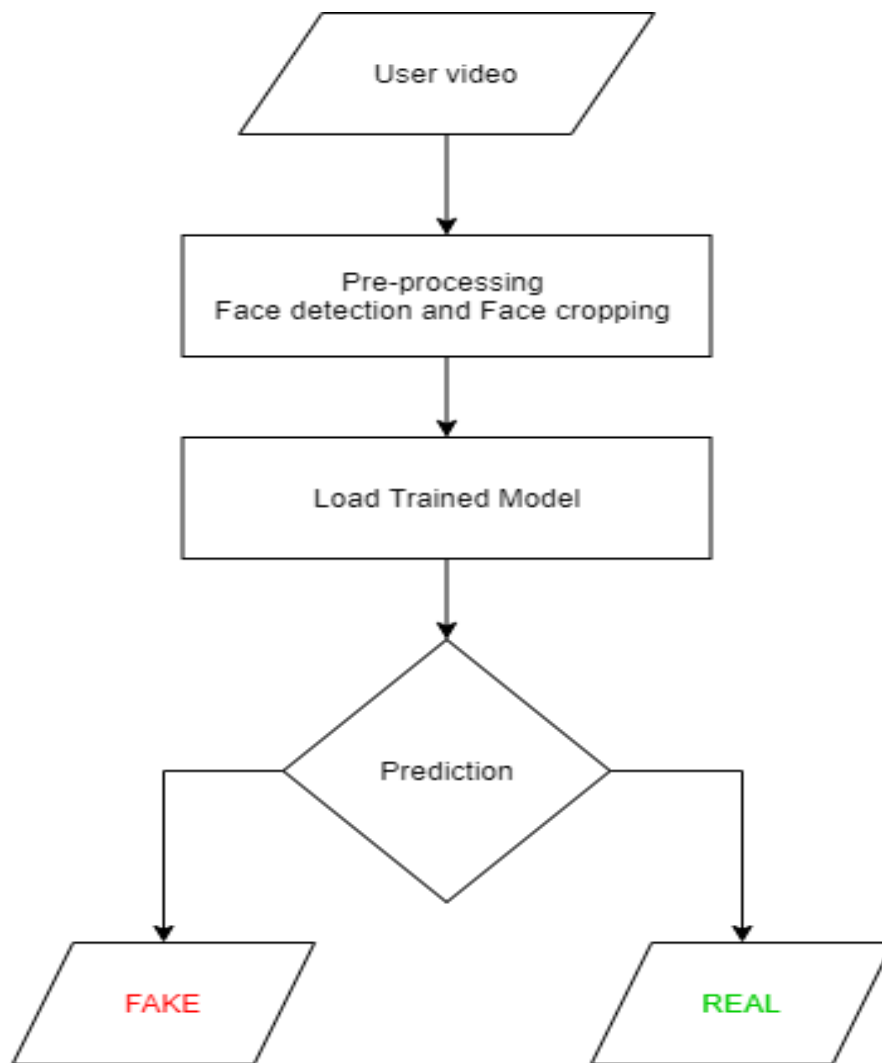 User video
Pre-processing
Face detection and Face cropping
Load Trained Model
Prediction
FAKE
REAL